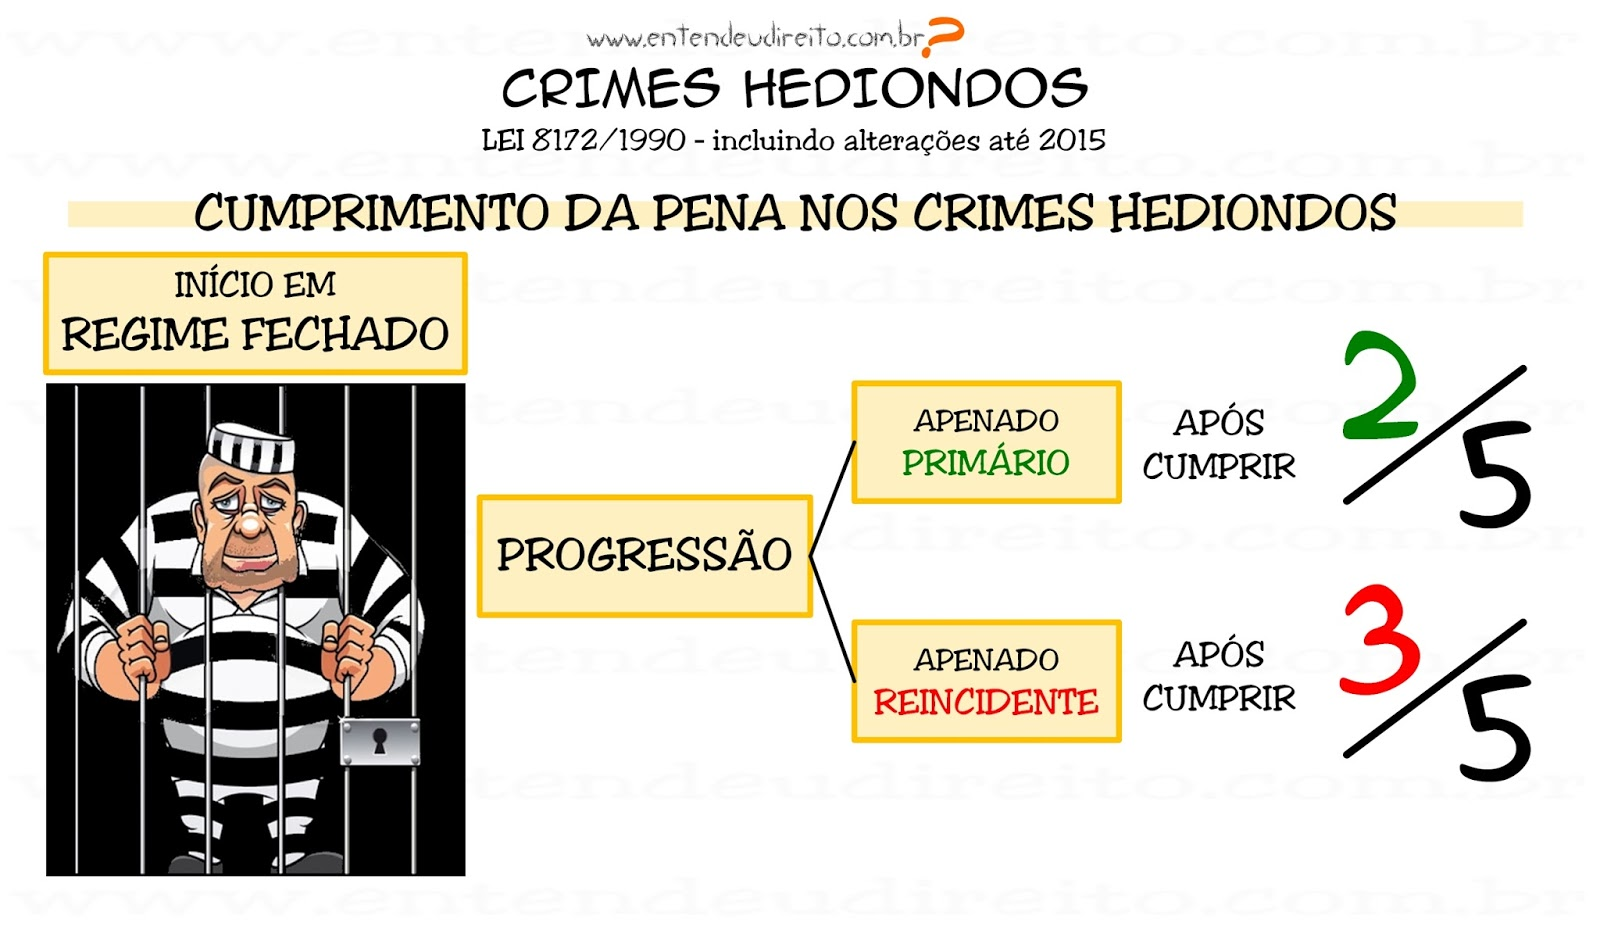 www.entendeudireito.com.br?
CRIMES HEDIONDOS
LEI 8172/1990 - incluindo alterações até 2015
CUMPRIMENTO DA PENA NOS CRIMES HEDIONDOS
INÍCIO EM
REGIME FECHADO
PROGRESSÃO
APENADO
PRIMÁRIO
APÓS
CUMPRIR
2/5
APENADO
REINCIDENTE
APÓS
CUMPRIR
3/5